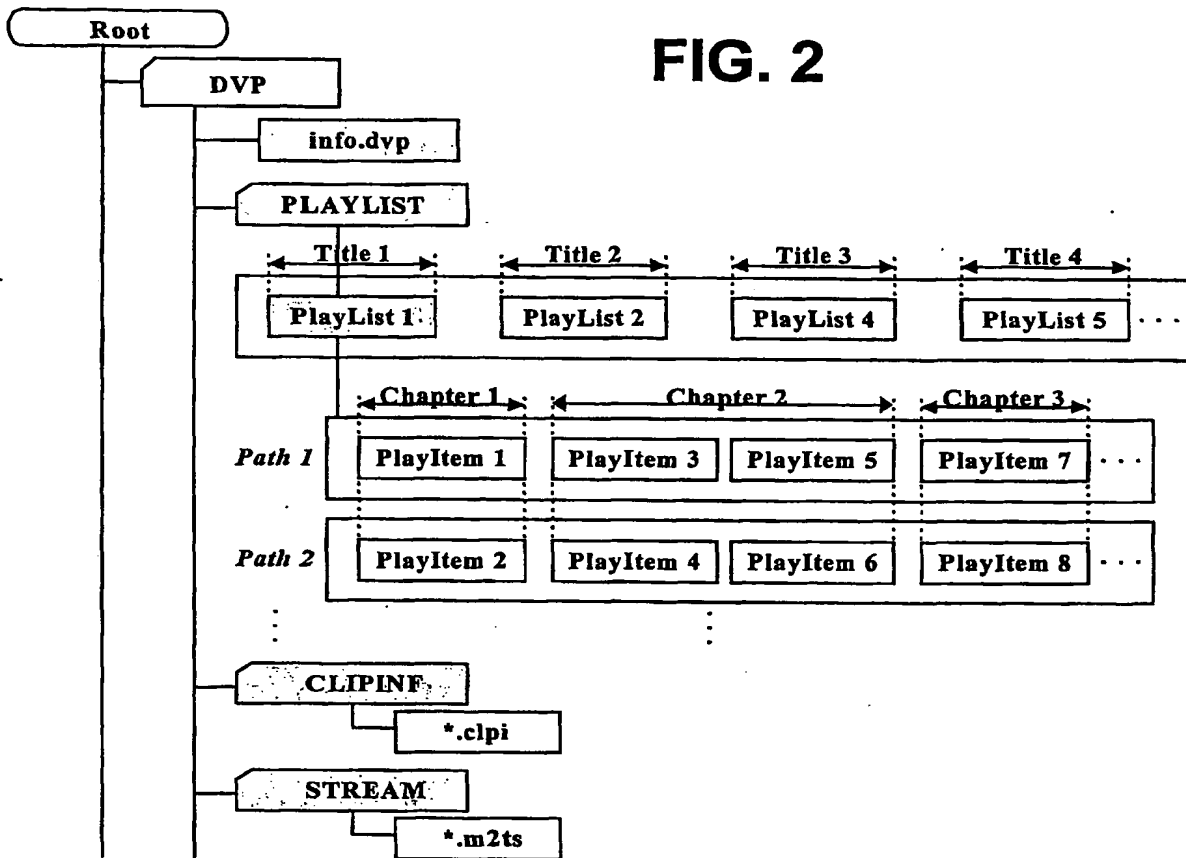 Root
FIG. 2
DVP
info.dvp
PLAYLIST
Title 1 Title 2 Title 3 Title 4
PlayList 1 PlayList 2 PlayList 4 PlayList 5 . . .
Chapter 1 Chapter 2 Chapter 3
Path 1 PlayItem 1 PlayItem 3 PlayItem 5 PlayItem 7 . . .
Path 2 PlayItem 2 PlayItem 4 PlayItem 6 PlayItem 8 . . .
CLIPINF
*.clpi
STREAM
*.m2ts